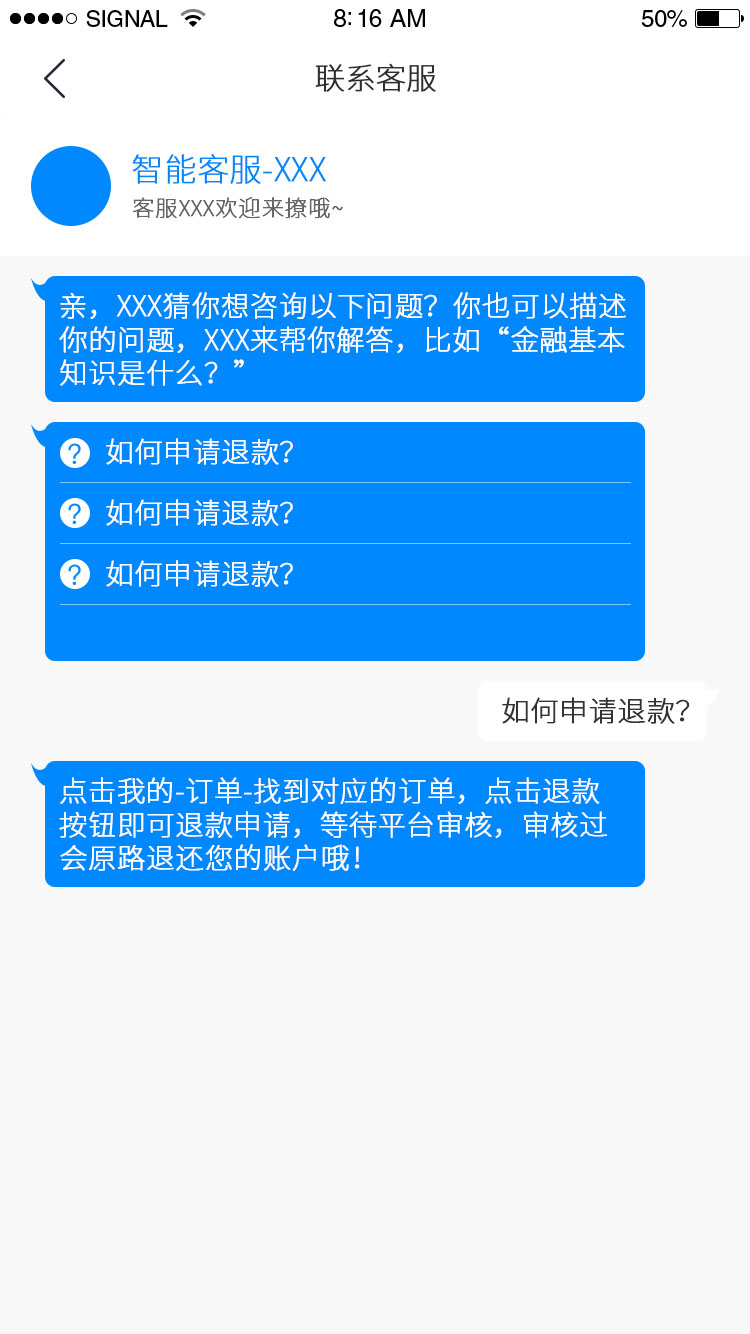 SIGNAL 8:16 AM 50%
联系客服
智能客服-XXX
客服XXX欢迎来撩哦~
亲，XXX猜你想咨询以下问题？你也可以描述
你的问题，XXX来帮你解答，比如“金融基本
知识是什么？”
? 如何申请退款?
? 如何申请退款?
? 如何申请退款?
如何申请退款?
点击我的-订单-找到对应的订单，点击退款
按钮即可退款申请，等待平台审核，审核过
会原路退还您的账户哦！